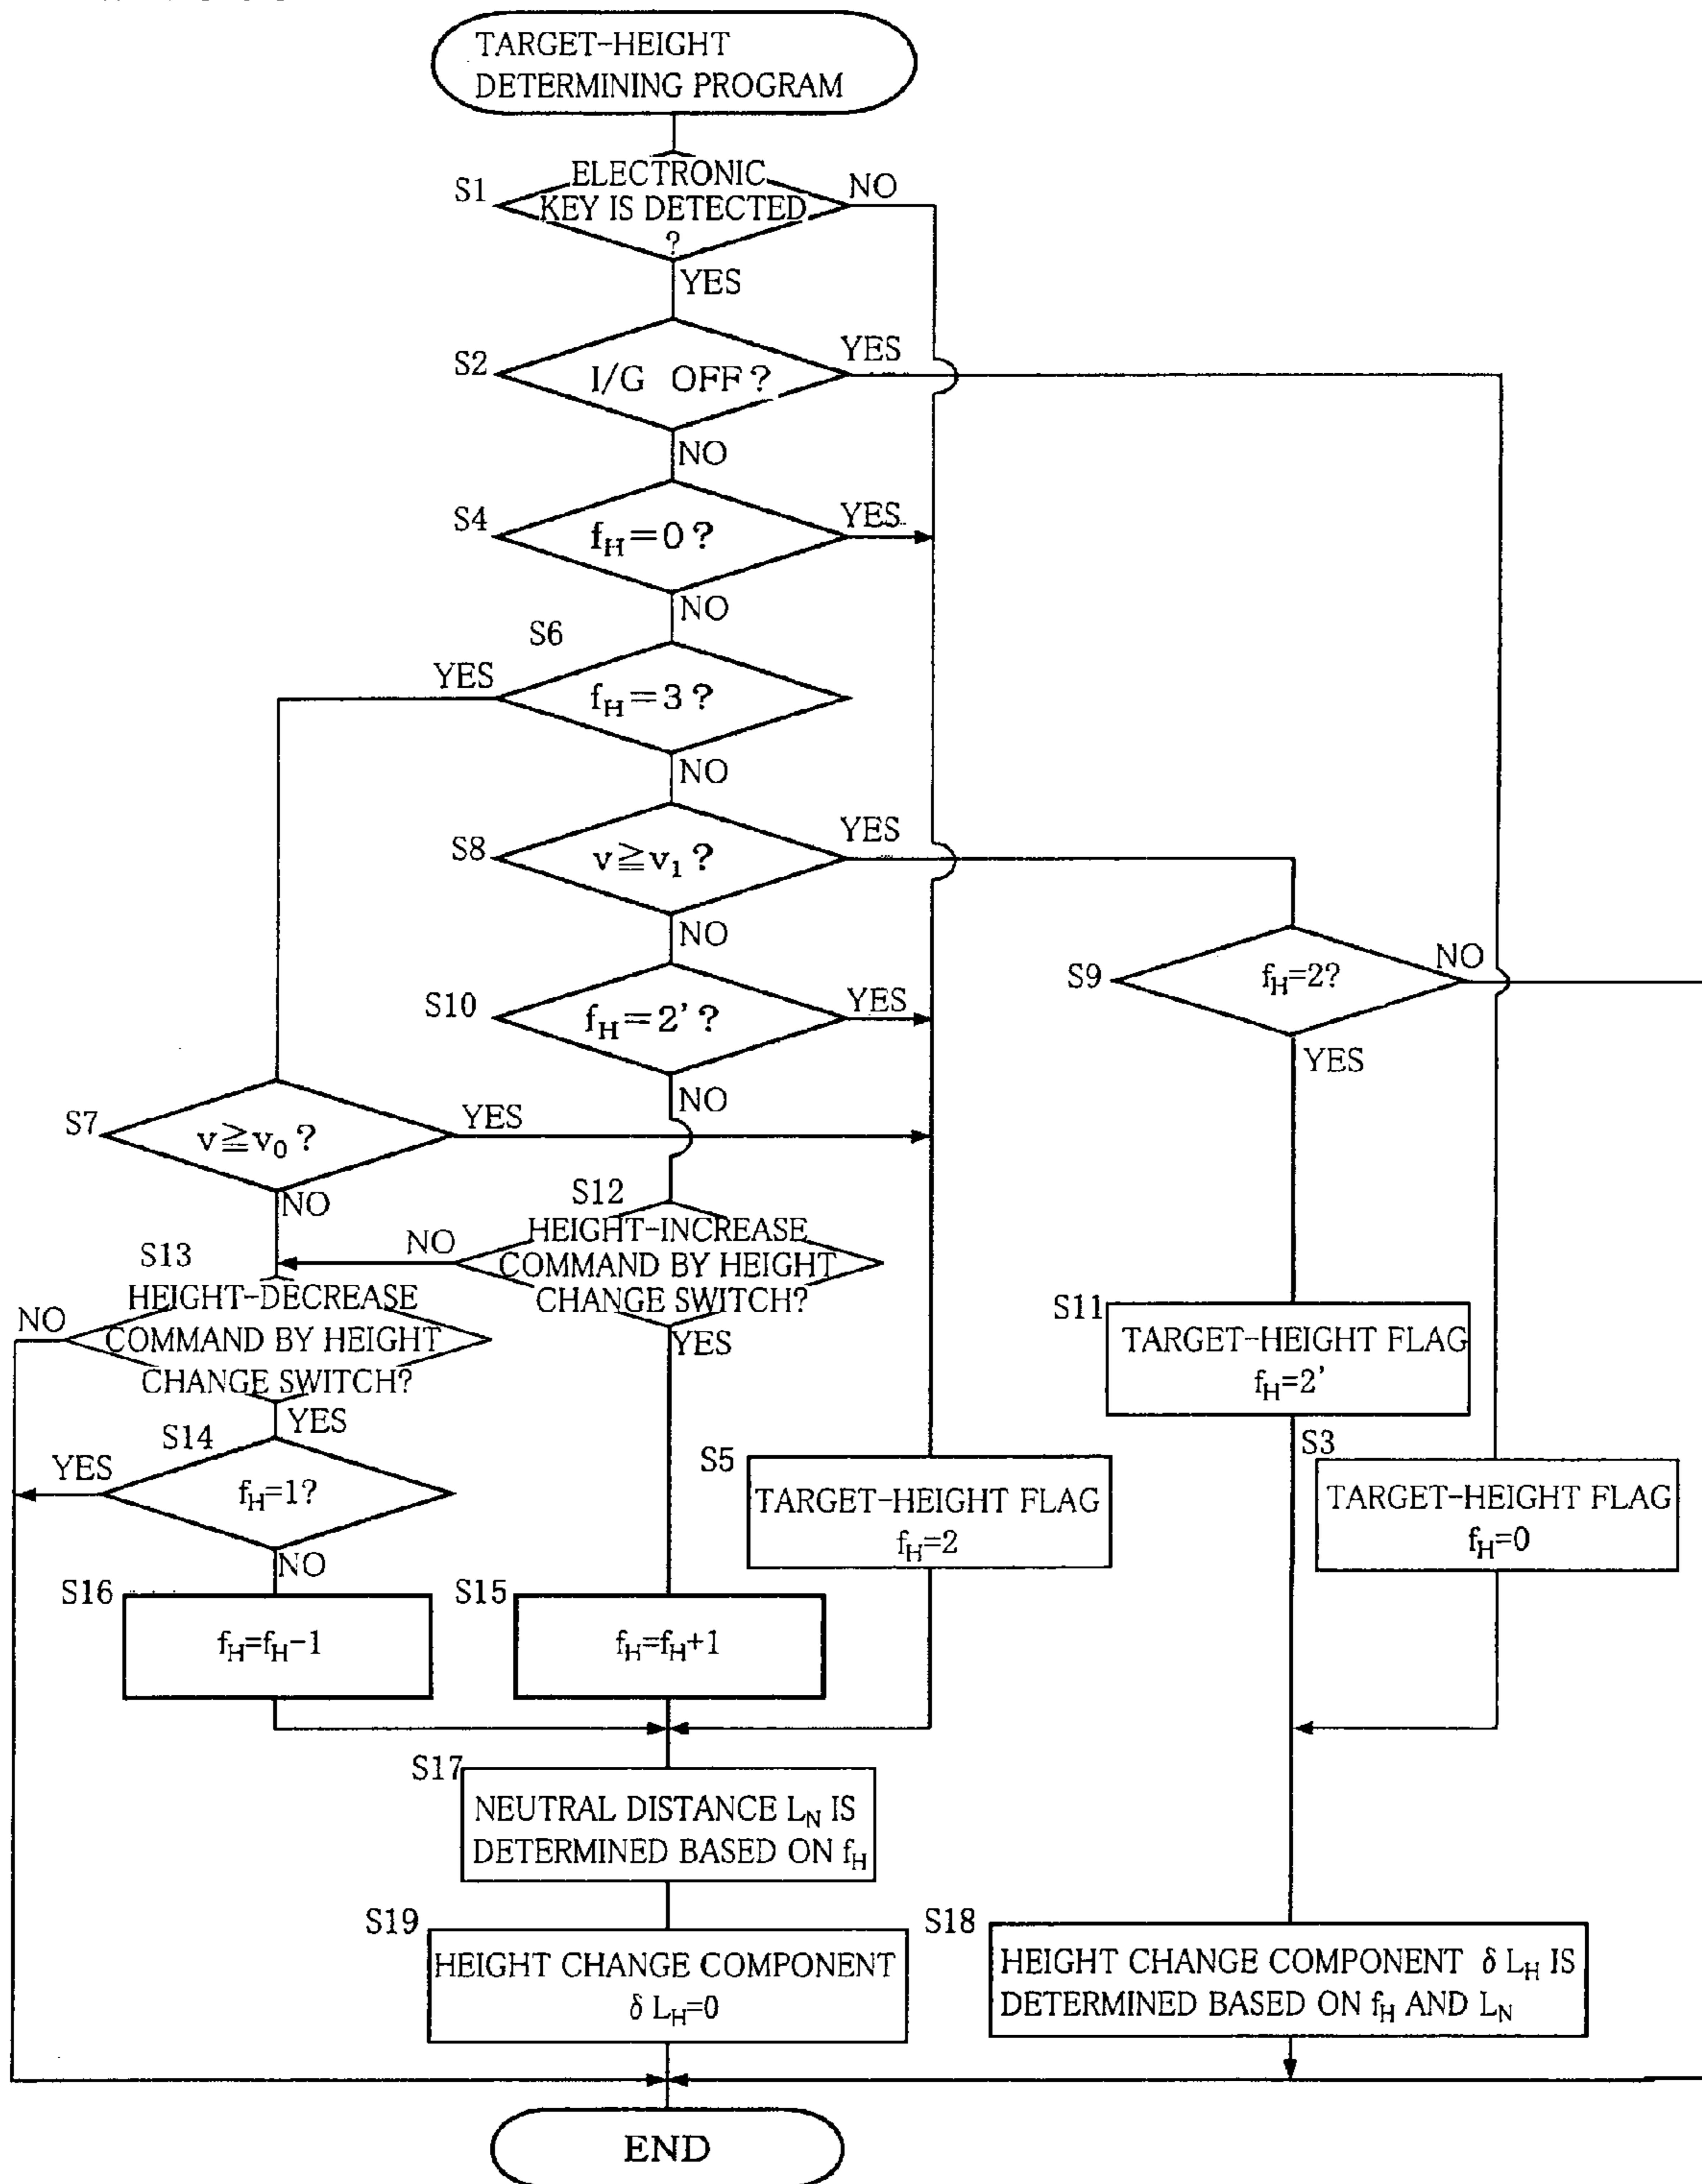 TARGET-HEIGHT
DETERMINING PROGRAM
S1
ELECTRONIC
KEY IS DETECTED
?
NO
YES
S2
I/G OFF?
YES
NO
S4
f_H=0?
YES
NO
S6
YES
f_H=3?
NO
S8
v≧v_1?
YES
NO
S9
f_H=2?
NO
YES
S10
f_H=2'?
YES
NO
S7
v≧v_0?
YES
NO
S12
HEIGHT-INCREASE
COMMAND BY HEIGHT
CHANGE SWITCH?
NO
YES
S13
HEIGHT-DECREASE
COMMAND BY HEIGHT
CHANGE SWITCH?
NO
YES
S11
TARGET-HEIGHT FLAG
f_H=2'
S14
YES
f_H=1?
NO
S5
TARGET-HEIGHT FLAG
f_H=2
S3
TARGET-HEIGHT FLAG
f_H=0
S16
f_H=f_H-1
S15
f_H=f_H+1
S17
NEUTRAL DISTANCE L_N IS
DETERMINED BASED ON f_H
S19
HEIGHT CHANGE COMPONENT
δ L_H=0
S18
HEIGHT CHANGE COMPONENT δ L_H IS
DETERMINED BASED ON f_H AND L_N
END